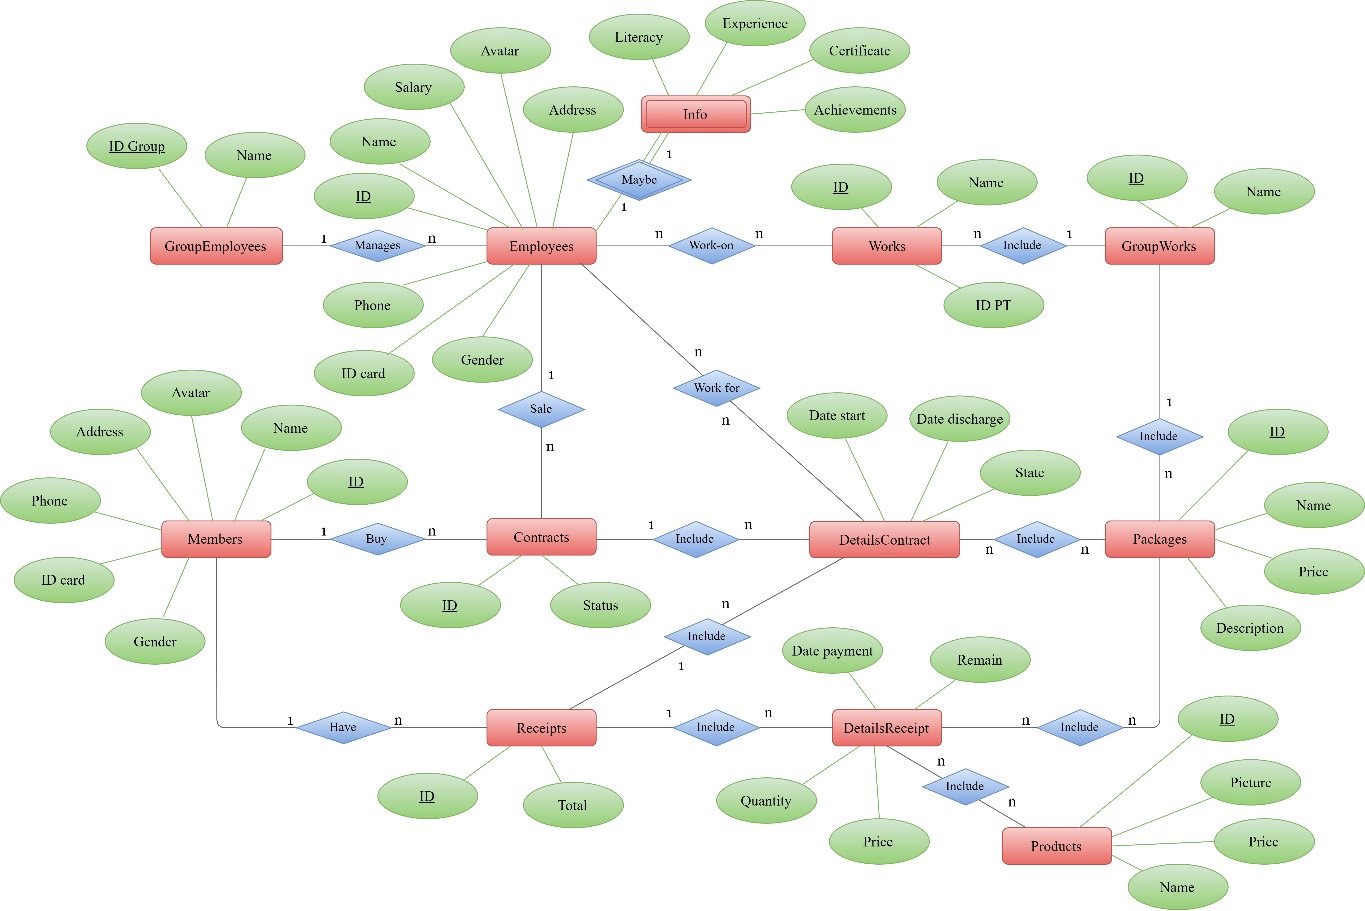 Experience
Literacy
Avatar
Certificate
Salary
Info
Address
Achievements
Name
ID Group
Name
1
Maybe
ID
1
ID
Name
ID
Name
GroupEmployees
1
Manages
n
Employees
n
Work-on
n
Works
n
Include
1
GroupWorks
Phone
ID PT
ID card
Gender
n
1
Work for
Avatar
Sale
n
Date start
Date discharge
1
Include
n
ID
Address
Name
n
State
ID
Phone
Name
Members
1
Buy
n
Contracts
1
Include
n
DetailsContract
n
Include
n
Packages
ID card
Price
ID
Status
n
Description
Gender
Include
1
Date payment
Remain
1
Have
n
Receipts
1
Include
n
DetailsReceipt
n
Include
n
ID
n
Picture
Include
n
ID
Total
Quantity
Price
Products
Price
Name